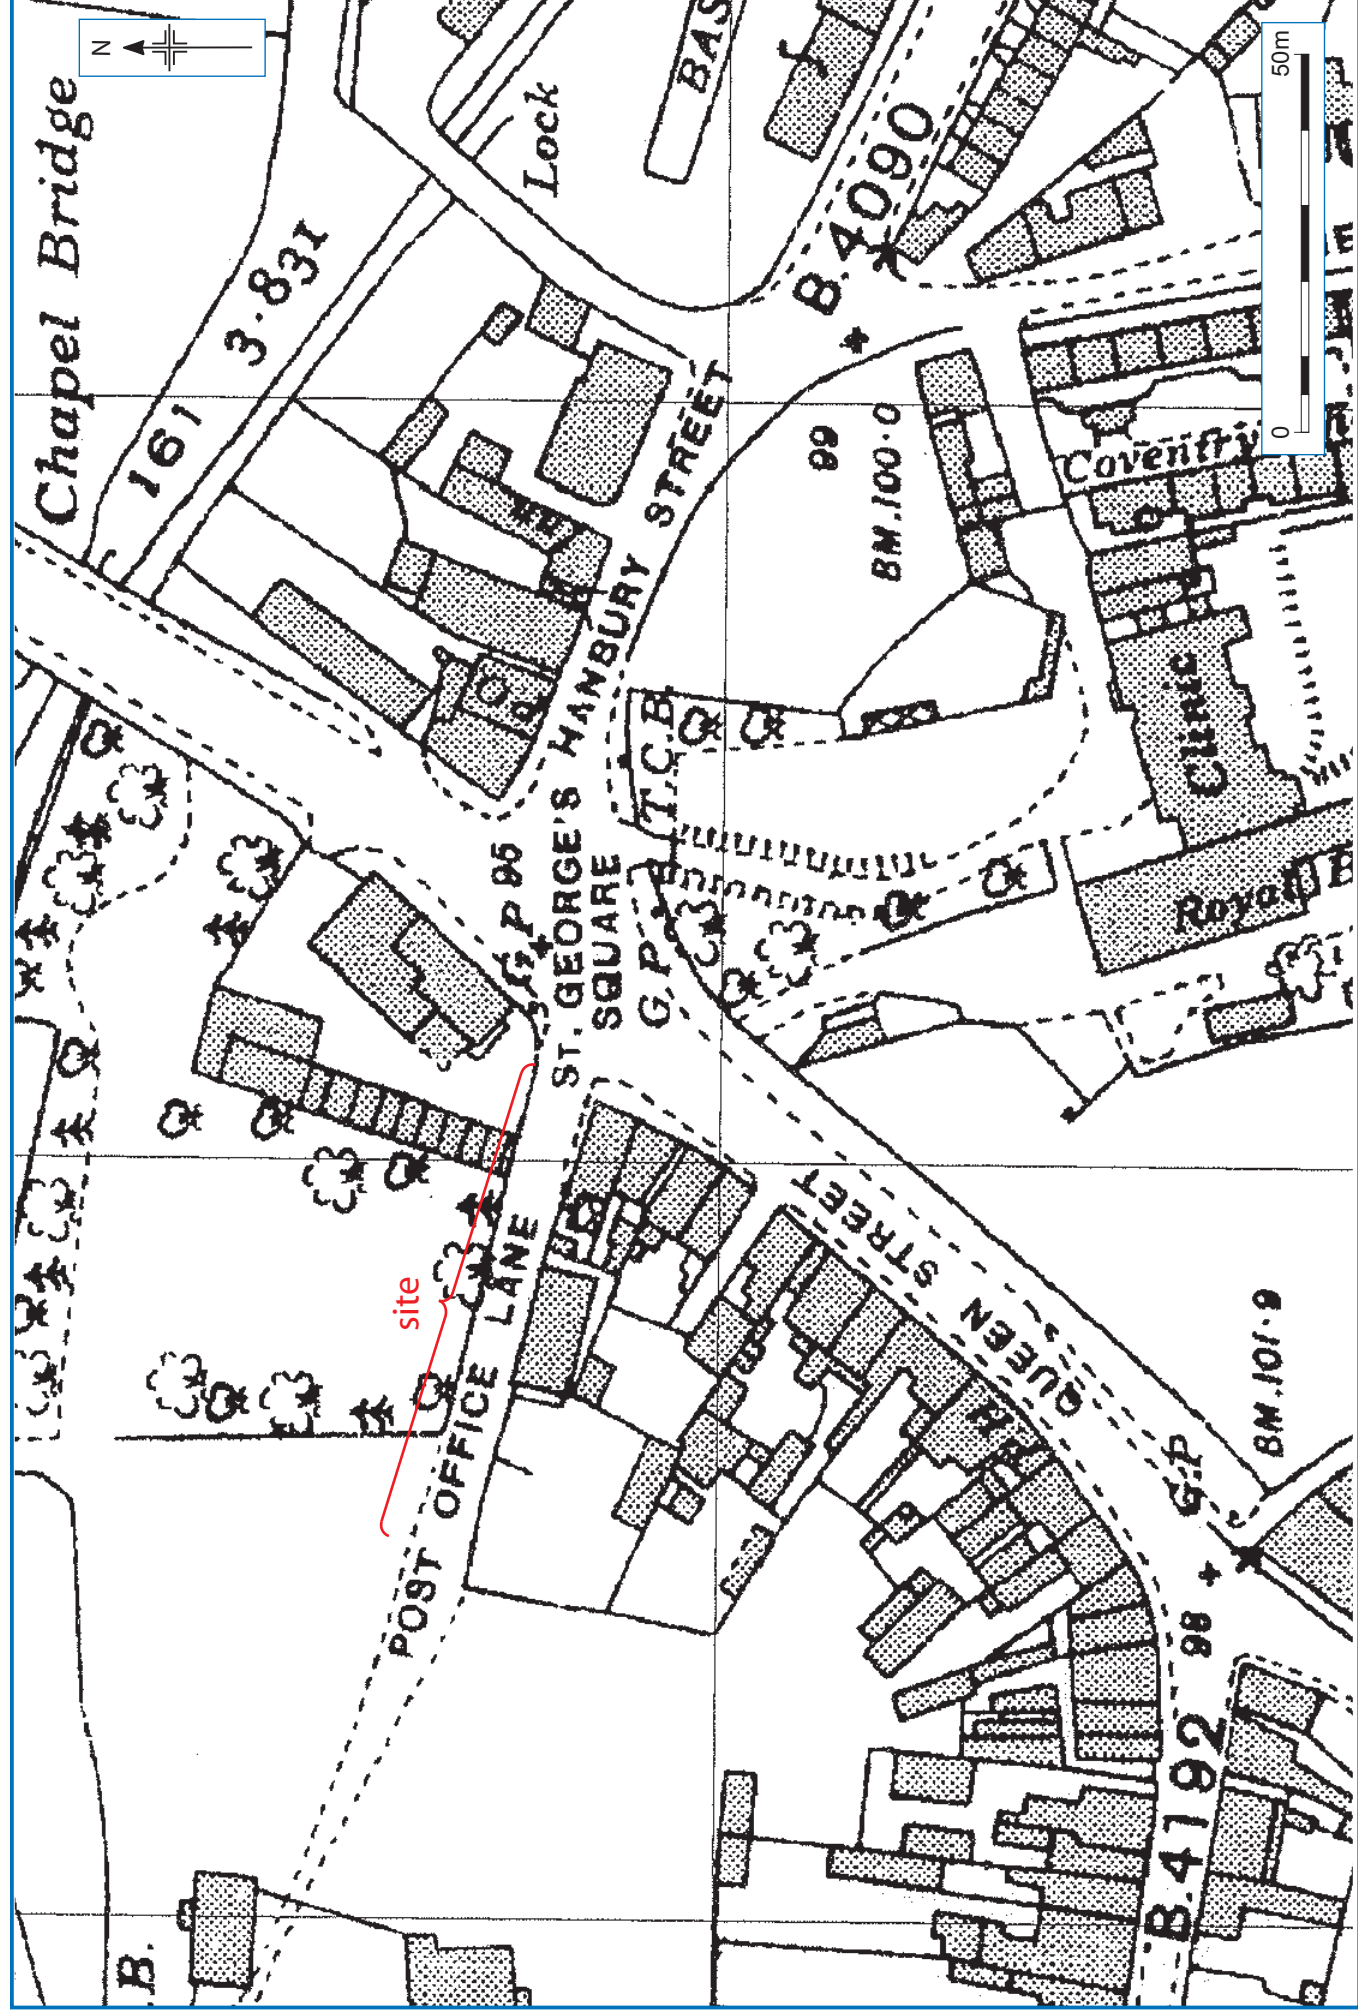 Chapel Bridge
N
161 3·831
Lock
BAS
B 4090
HANBURY STREET
ST. GEORGE'S
SQUARE
G P 95
T.C.B.
G P
99
BM.100·0
Coventry
Clinic
Royal
50m
0
site
POST OFFICE LANE
QUEEN STREET
P.H.
G.P
BM.101·9
98
B.4192
B.